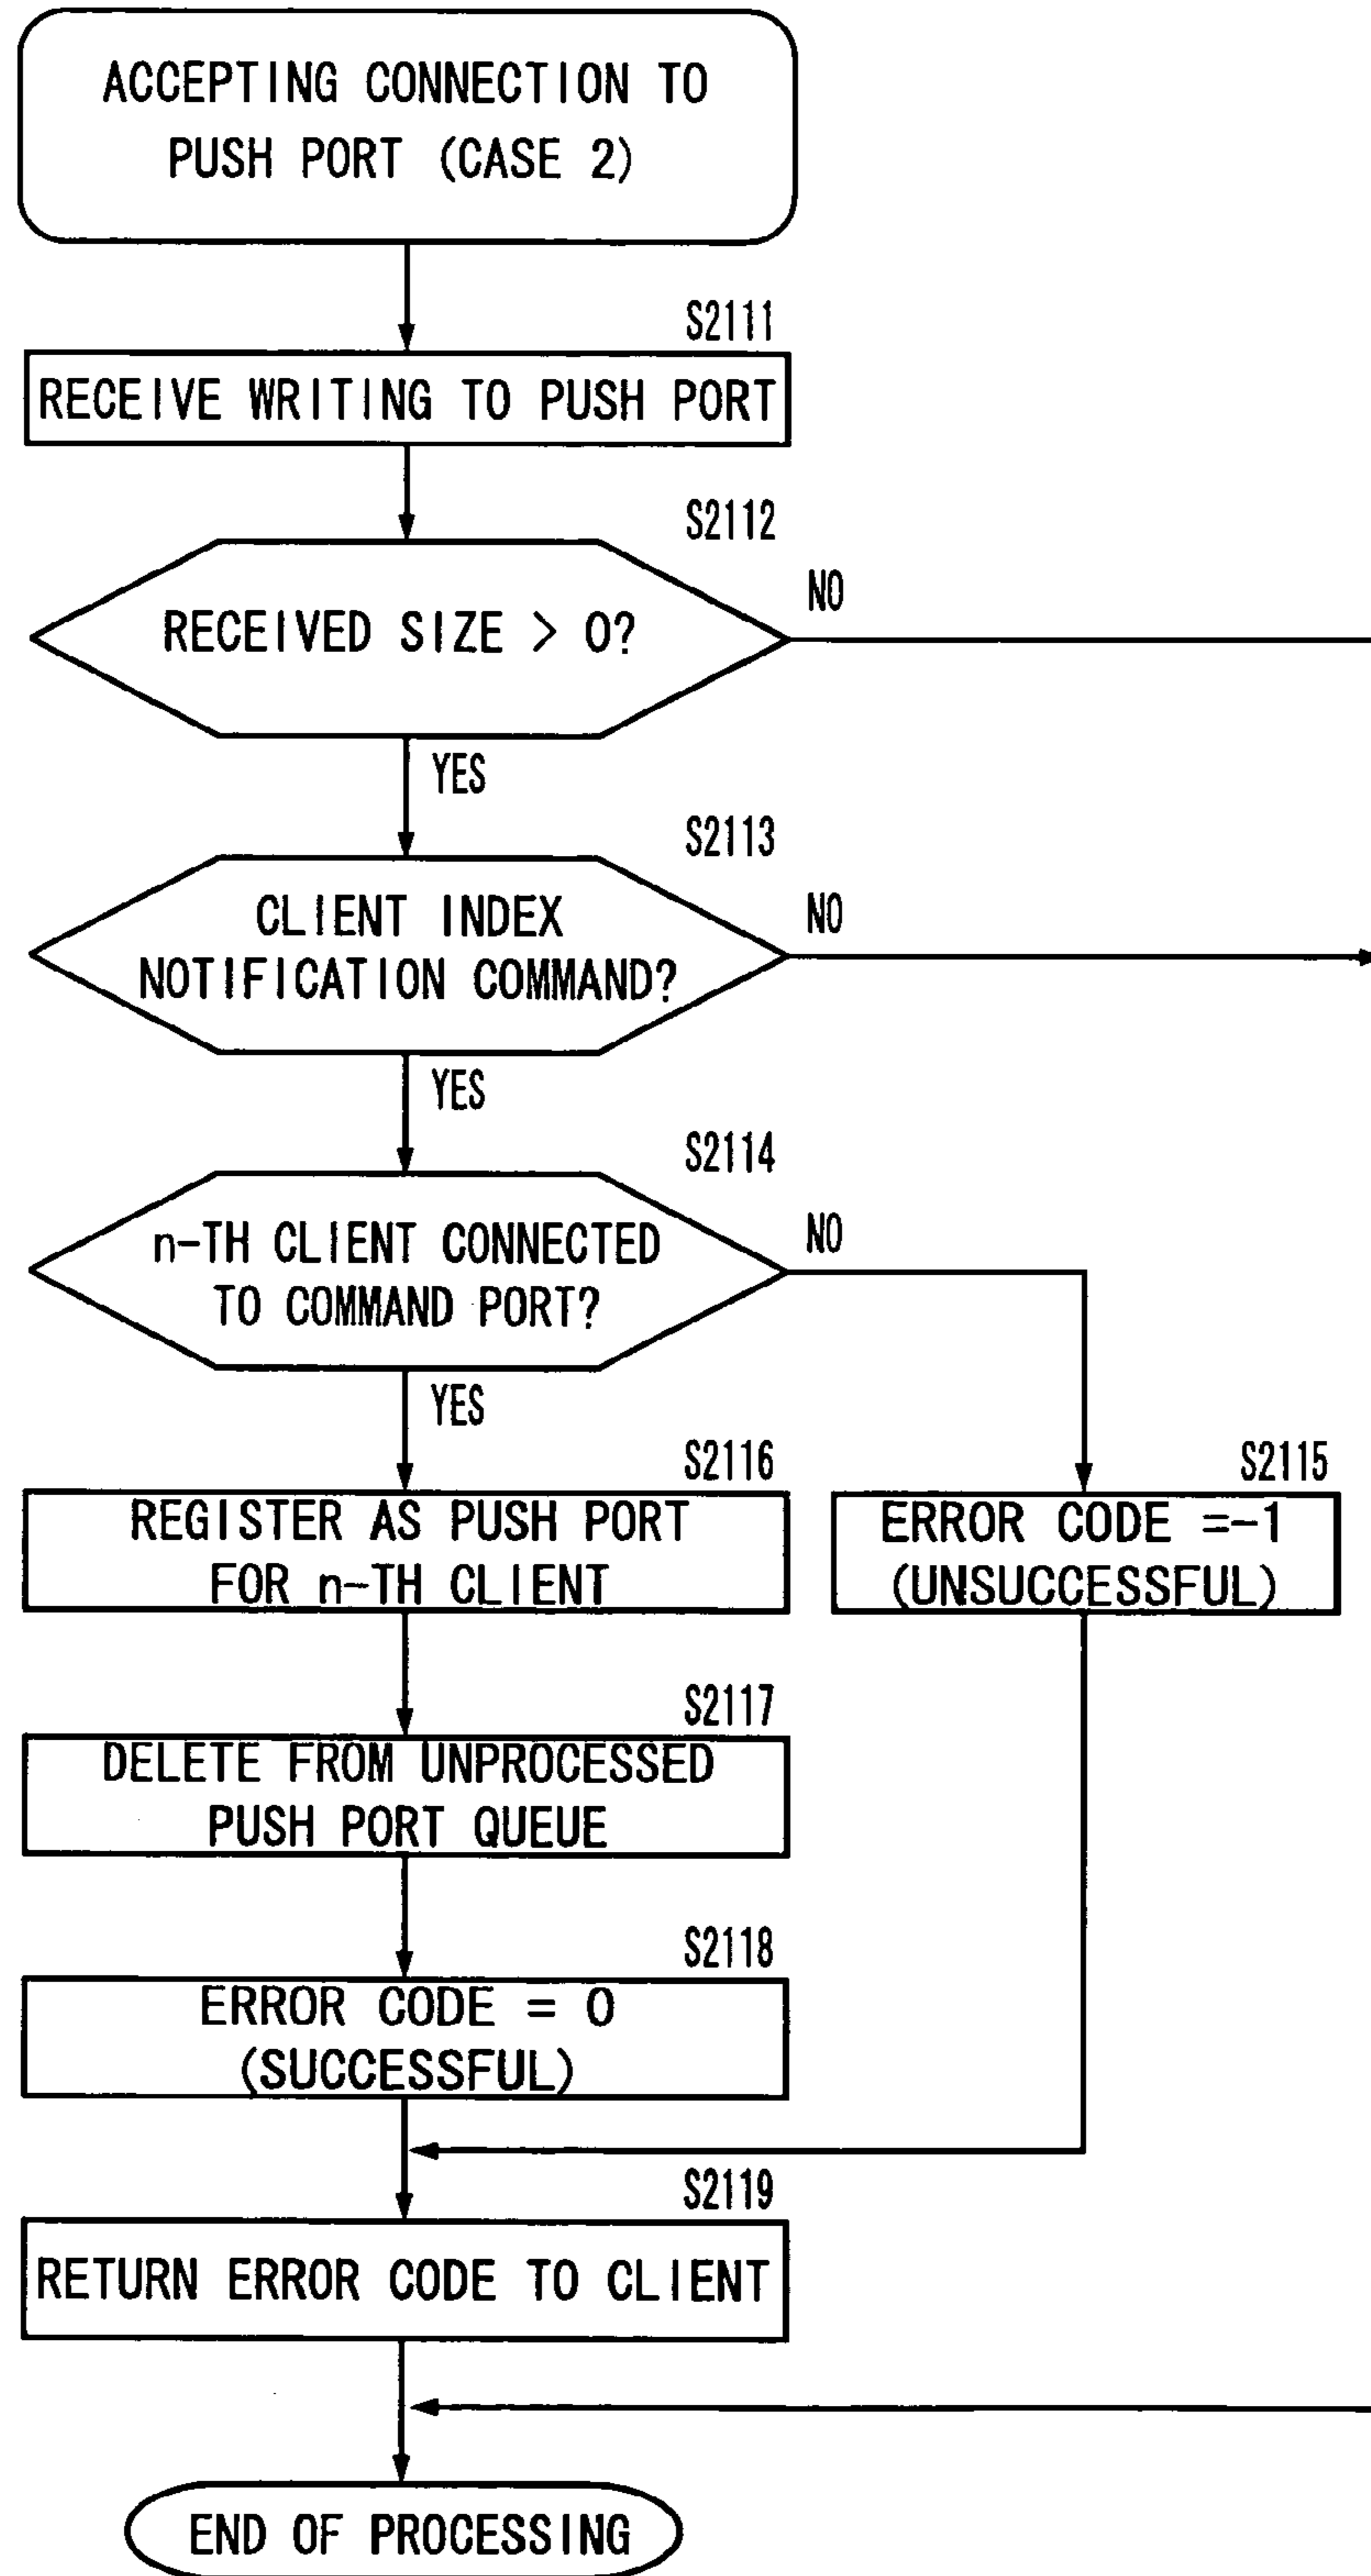 ACCEPTING CONNECTION TO
PUSH PORT (CASE 2)
S2111
RECEIVE WRITING TO PUSH PORT
S2112
RECEIVED SIZE > 0?
NO
YES
S2113
CLIENT INDEX
NOTIFICATION COMMAND?
NO
YES
S2114
n-TH CLIENT CONNECTED
TO COMMAND PORT?
NO
YES
S2116
REGISTER AS PUSH PORT
FOR n-TH CLIENT
S2115
ERROR CODE =-1
(UNSUCCESSFUL)
S2117
DELETE FROM UNPROCESSED
PUSH PORT QUEUE
S2118
ERROR CODE = 0
(SUCCESSFUL)
S2119
RETURN ERROR CODE TO CLIENT
END OF PROCESSING